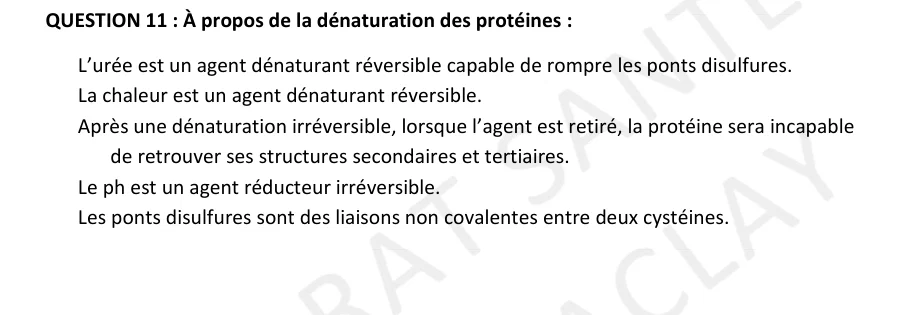 QUESTION 11 : À propos de la dénaturation des protéines :
L’urée est un agent dénaturant réversible capable de rompre les ponts disulfures.
La chaleur est un agent dénaturant réversible.
Après une dénaturation irréversible, lorsque l’agent est retiré, la protéine sera incapable
de retrouver ses structures secondaires et tertiaires.
Le ph est un agent réducteur irréversible.
Les ponts disulfures sont des liaisons non covalentes entre deux cystéines.
RAT SANTE
ACLAY